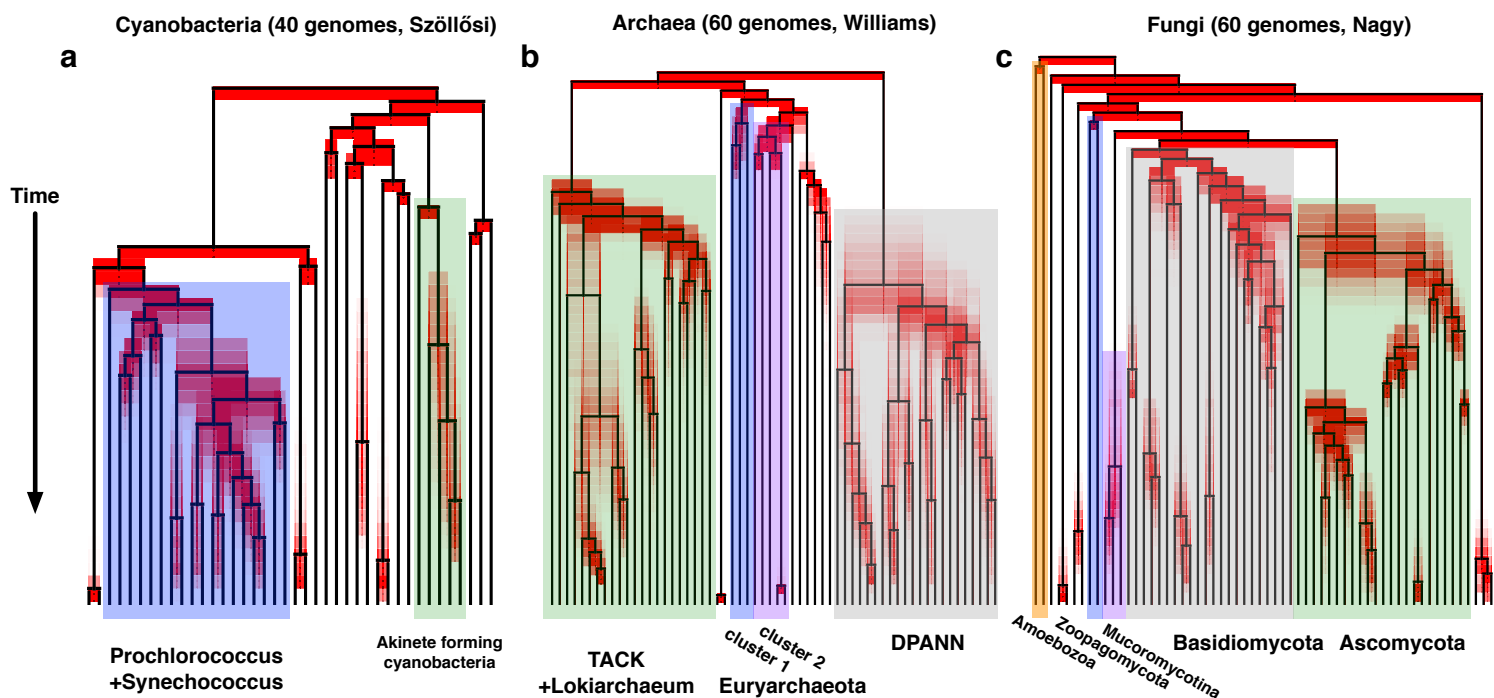 Cyanobacteria (40 genomes, Szöllősi)
Archaea (60 genomes, Williams)
Fungi (60 genomes, Nagy)
a
b
c
Time
Prochlorococcus
+Synechococcus
Akinete forming
cyanobacteria
TACK
+Lokiarchaeum
cluster 1
cluster 2
Euryarchaeota
DPANN
Amoebozoa
Zoopagomycota
Mucoromycotina
Basidiomycota
Ascomycota